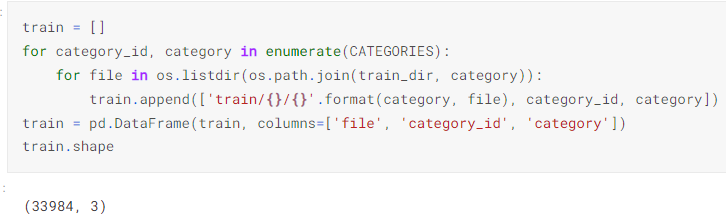 train = []
for category_id, category in enumerate(CATEGORIES):
    for file in os.listdir(os.path.join(train_dir, category)):
        train.append(['train/{}/{}'.format(category, file), category_id, category])
train = pd.DataFrame(train, columns=['file', 'category_id', 'category'])
train.shape
(33984, 3)